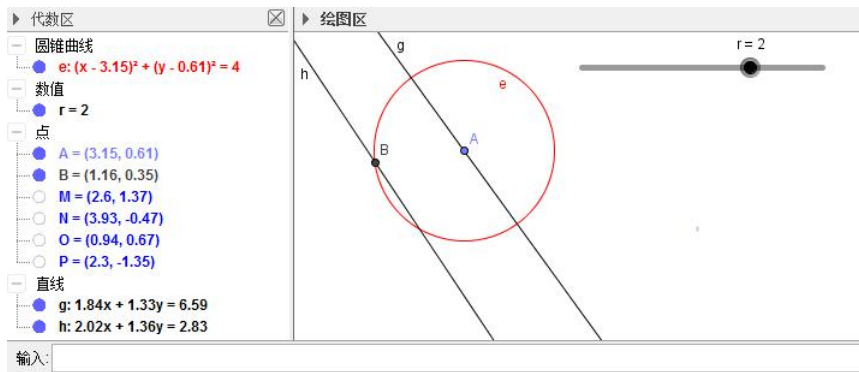 代数区
绘图区
圆锥曲线
e: (x - 3.15)² + (y - 0.61)² = 4
数值
r = 2
点
A = (3.15, 0.61)
B = (1.16, 0.35)
M = (2.6, 1.37)
N = (3.93, -0.47)
O = (0.94, 0.67)
P = (2.3, -1.35)
直线
g: 1.84x + 1.33y = 6.59
h: 2.02x + 1.36y = 2.83
g
h
e
A
B
r = 2
输入: